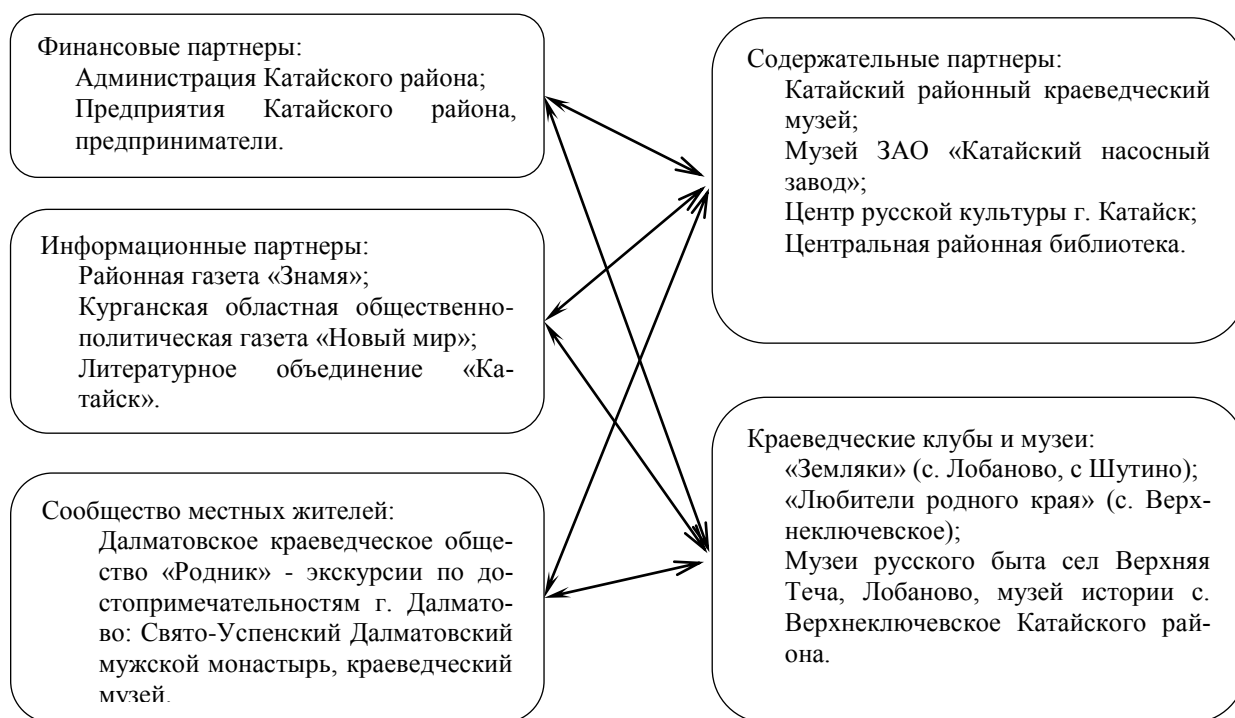 Финансовые партнеры:
Администрация Катайского района;
Предприятия Катайского района,
предприниматели.
Информационные партнеры:
Районная газета «Знамя»;
Курганская областная общественно-
политическая газета «Новый мир»;
Литературное объединение «Ка-
тайск».
Сообщество местных жителей:
Далматовское краеведческое обще-
ство «Родник» - экскурсии по до-
стопримечательностям г. Далмато-
во: Свято-Успенский Далматовский
мужской монастырь, краеведческий
музей.
Содержательные партнеры:
Катайский районный краеведческий
музей;
Музей ЗАО «Катайский насосный
завод»;
Центр русской культуры г. Катайск;
Центральная районная библиотека.
Краеведческие клубы и музеи:
«Земляки» (с. Лобаново, с Шутино);
«Любители родного края» (с. Верх-
неключевское);
Музеи русского быта сел Верхняя
Теча, Лобаново, музей истории с.
Верхнеключевское Катайского рай-
она.